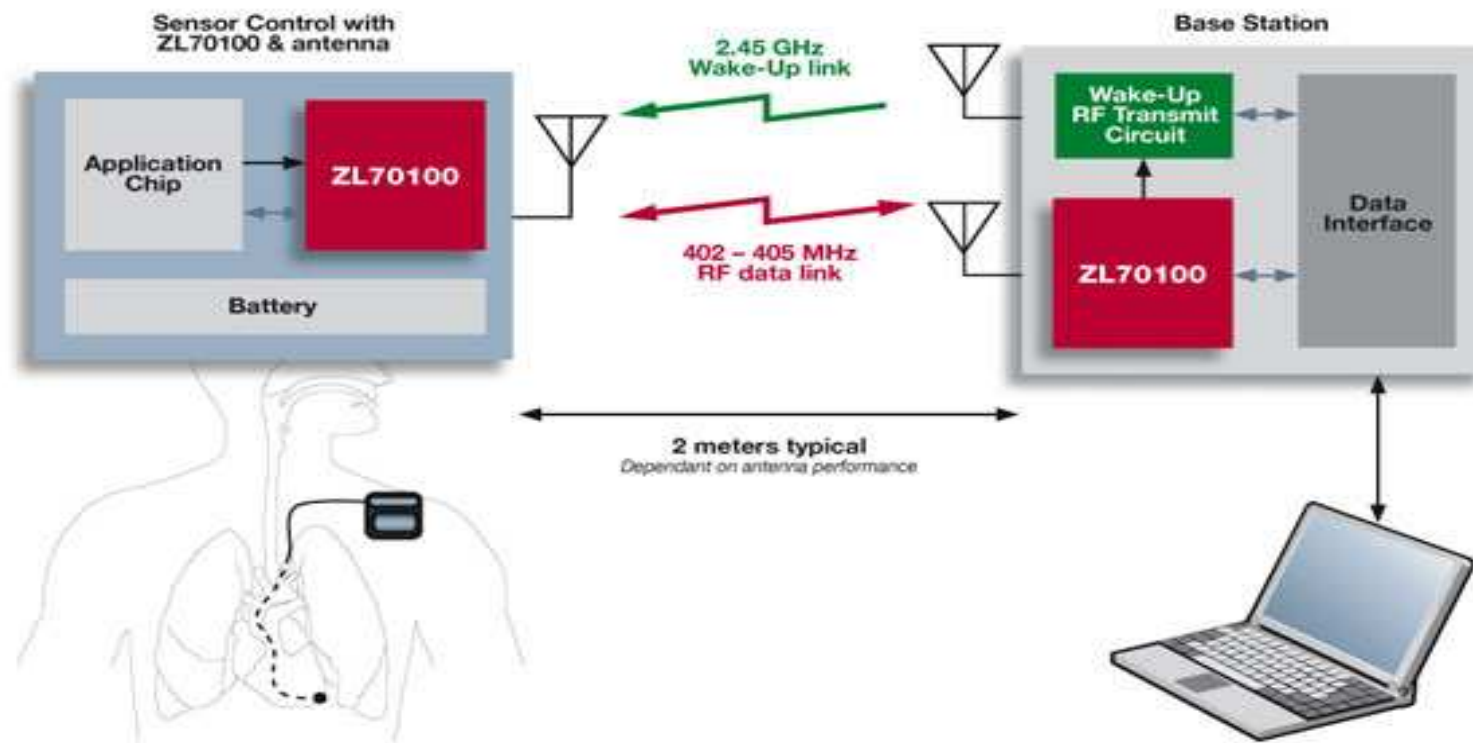 Sensor Control with
ZL70100 & antenna
Application
Chip
ZL70100
Battery
2.45 GHz
Wake-Up link
402 – 405 MHz
RF data link
2 meters typical
Dependant on antenna performance
Base Station
Wake-Up
RF Transmit
Circuit
ZL70100
Data
Interface